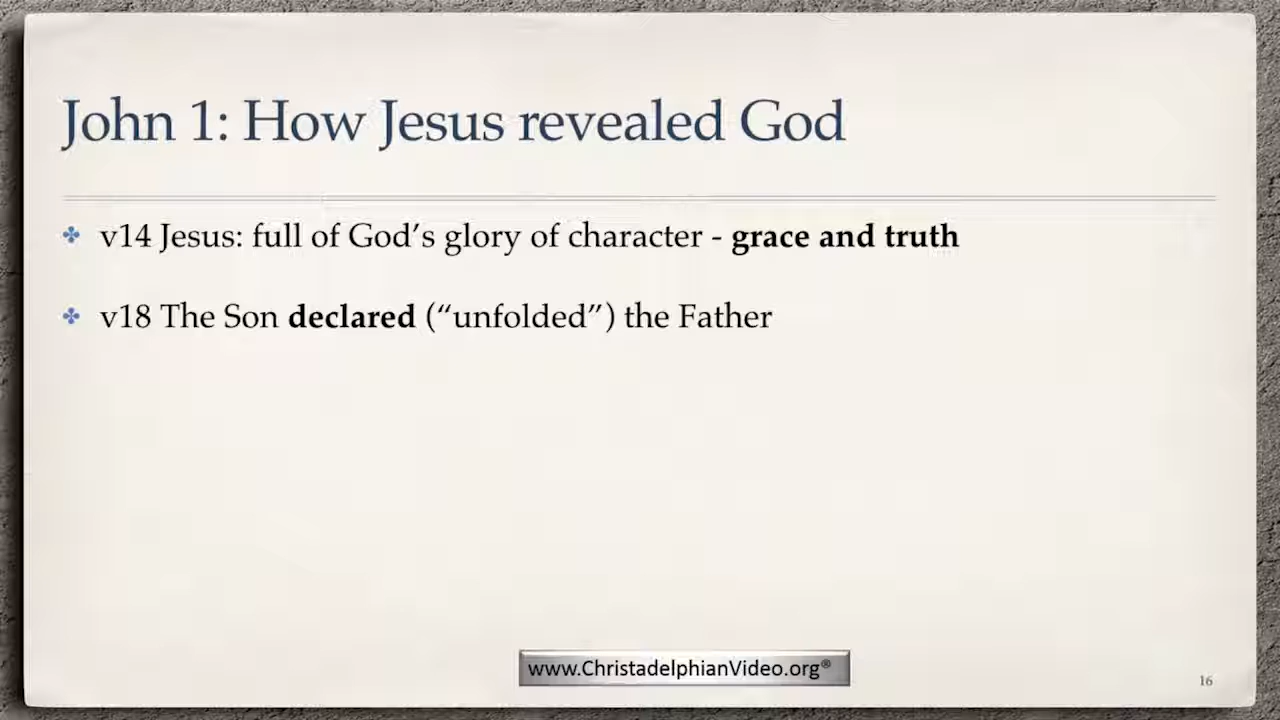 John 1: How Jesus revealed God
v14 Jesus: full of God’s glory of character - grace and truth
v18 The Son declared (“unfolded”) the Father
www.ChristadelphianVideo.org®
16